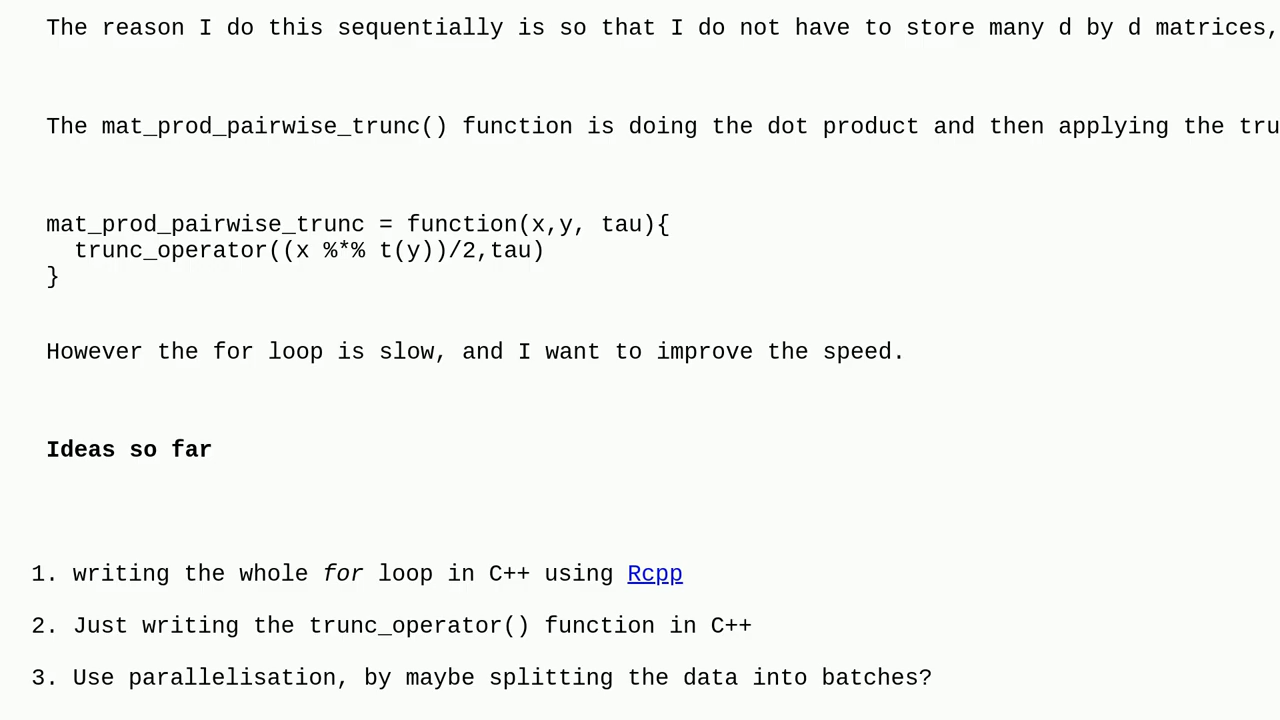 The reason I do this sequentially is so that I do not have to store many d by d matrices,
The mat_prod_pairwise_trunc() function is doing the dot product and then applying the tru
mat_prod_pairwise_trunc = function(x,y, tau){
  trunc_operator((x %*% t(y))/2,tau)
}
However the for loop is slow, and I want to improve the speed.
Ideas so far
1. writing the whole for loop in C++ using Rcpp
2. Just writing the trunc_operator() function in C++
3. Use parallelisation, by maybe splitting the data into batches?